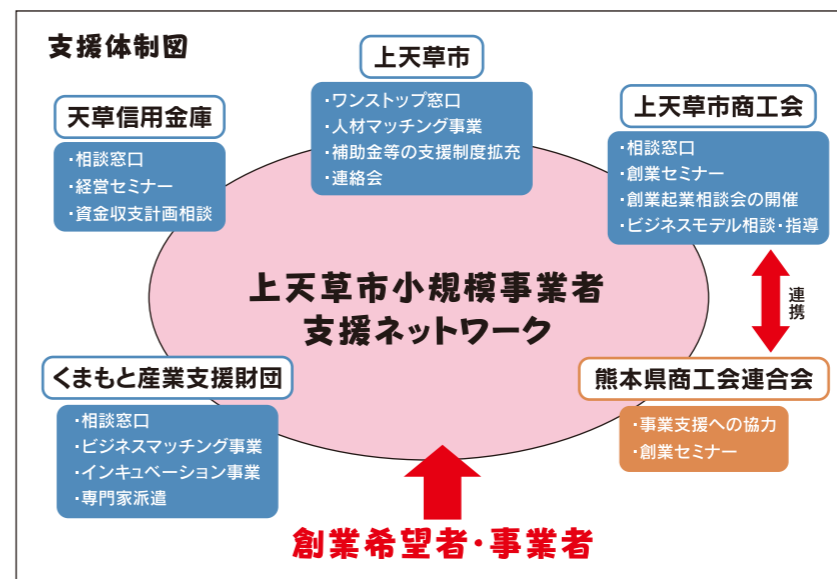 支援体制図
上天草市
・ワンストップ窓口
・人材マッチング事業
・補助金等の支援制度拡充
・連絡会
天草信用金庫
・相談窓口
・経営セミナー
・資金収支計画相談
上天草市商工会
・相談窓口
・創業セミナー
・創業起業相談会の開催
・ビジネスモデル相談・指導
上天草市小規模事業者
支援ネットワーク
連携
くまもと産業支援財団
・相談窓口
・ビジネスマッチング事業
・インキュベーション事業
・専門家派遣
熊本県商工会連合会
・事業支援への協力
・創業セミナー
創業希望者・事業者